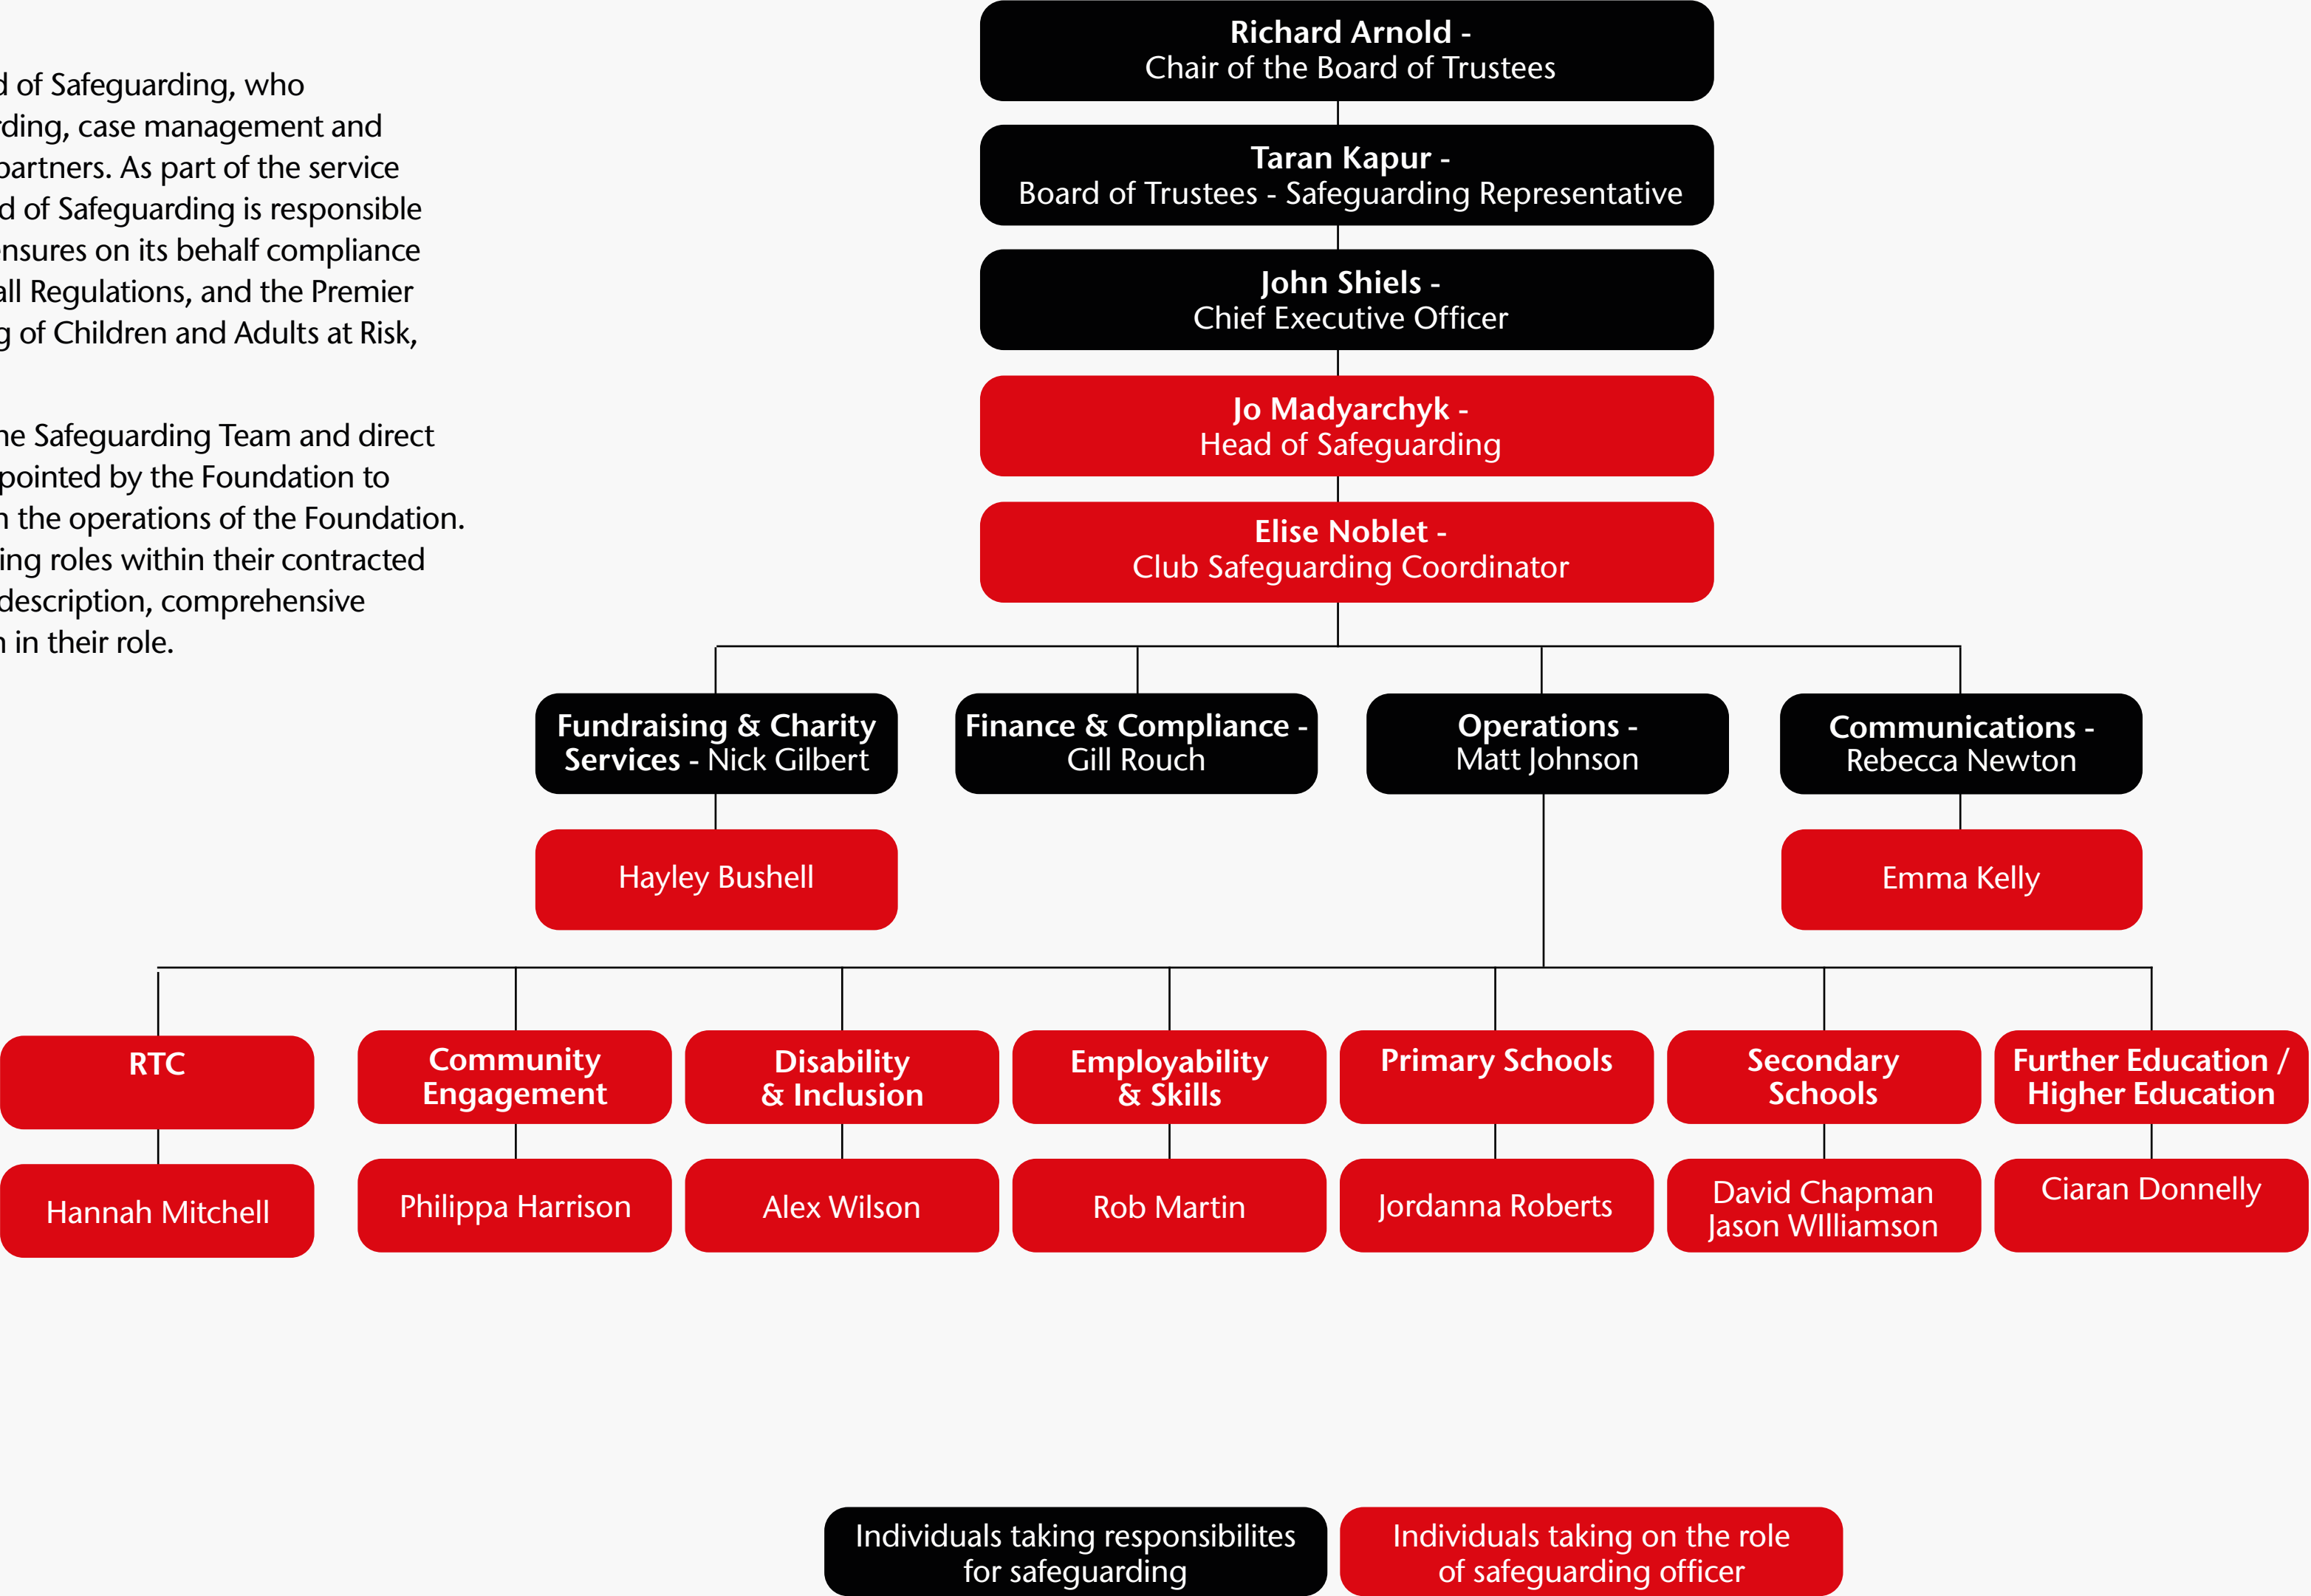 d of Safeguarding, who
rding, case management and
partners. As part of the service
d of Safeguarding is responsible
ensures on its behalf compliance
all Regulations, and the Premier
g of Children and Adults at Risk,
he Safeguarding Team and direct
pointed by the Foundation to
n the operations of the Foundation.
ing roles within their contracted
description, comprehensive
n in their role.
Richard Arnold -
Chair of the Board of Trustees
Taran Kapur -
Board of Trustees - Safeguarding Representative
John Shiels -
Chief Executive Officer
Jo Madyarchyk -
Head of Safeguarding
Elise Noblet -
Club Safeguarding Coordinator
Fundraising & Charity
Services - Nick Gilbert
Finance & Compliance -
Gill Rouch
Operations -
Matt Johnson
Communications -
Rebecca Newton
Hayley Bushell
Emma Kelly
RTC
Community
Engagement
Disability
& Inclusion
Employability
& Skills
Primary Schools
Secondary
Schools
Further Education /
Higher Education
Hannah Mitchell
Philippa Harrison
Alex Wilson
Rob Martin
Jordanna Roberts
David Chapman
Jason WIlliamson
Ciaran Donnelly
Individuals taking responsibilites
for safeguarding
Individuals taking on the role
of safeguarding officer